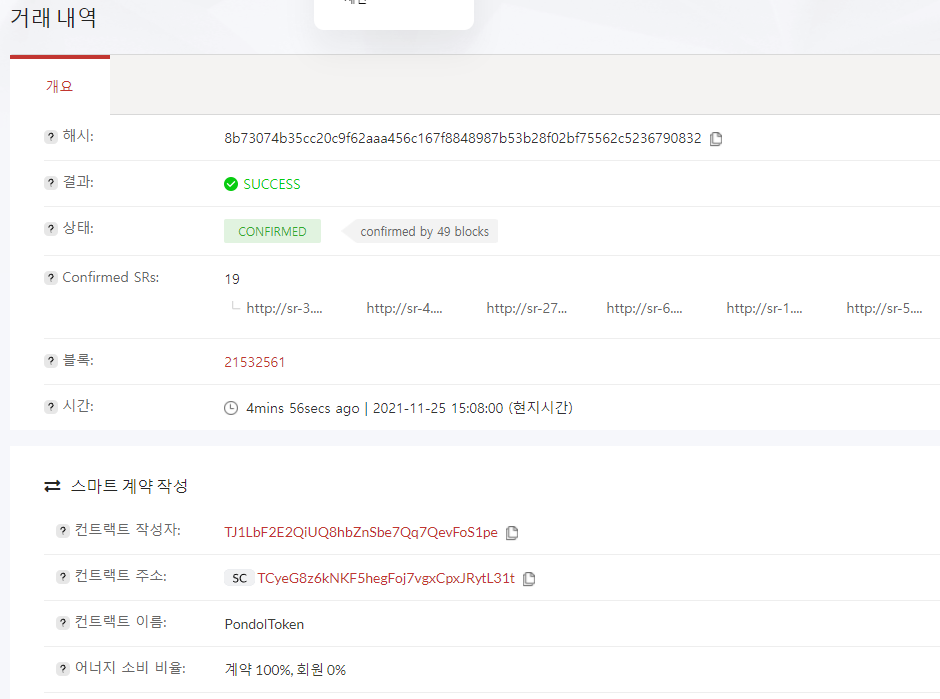 거래 내역
개요
? 해시: 8b73074b35cc20c9f62aaa456c167f8848987b53b28f02bf75562c5236790832
? 결과: SUCCESS
? 상태: CONFIRMED confirmed by 49 blocks
? Confirmed SRs: 19
http://sr-3.... http://sr-4.... http://sr-27... http://sr-6.... http://sr-1.... http://sr-5....
? 블록: 21532561
? 시간: 4mins 56secs ago | 2021-11-25 15:08:00 (현지시간)
스마트 계약 작성
? 컨트랙트 작성자: TJ1LbF2E2QiUQ8hbZnSbe7Qq7QevFoS1pe
? 컨트랙트 주소: SC TCyeG8z6kNKF5hegFoj7vgxCpxJRytL31t
? 컨트랙트 이름: PondolToken
? 어너지 소비 비율: 계약 100%, 회원 0%